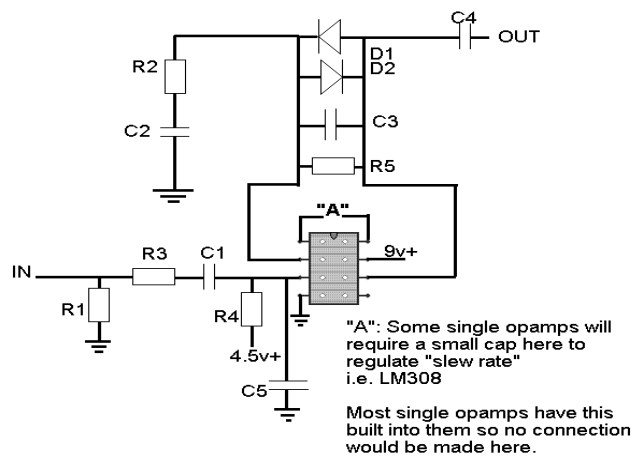 C4
OUT
D1
D2
R2
C2
C3
R5
"A"
9v+
IN
R3
C1
R1
R4
4.5v+
C5
"A": Some single opamps will
require a small cap here to
regulate "slew rate"
i.e. LM308
Most single opamps have this
built into them so no connection
would be made here.